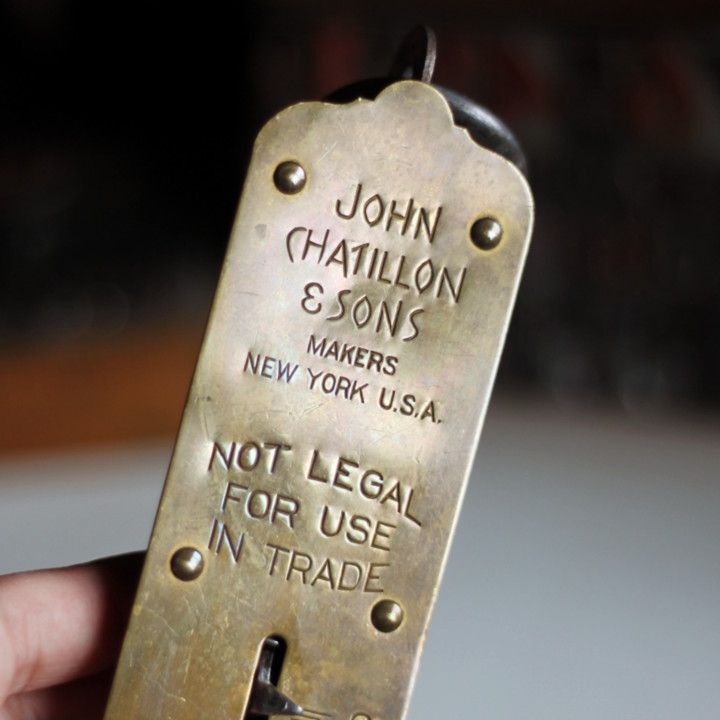 JOHN
CHATILLON
& SONS
MAKERS
NEW YORK U.S.A.
NOT LEGAL
FOR USE
IN TRADE